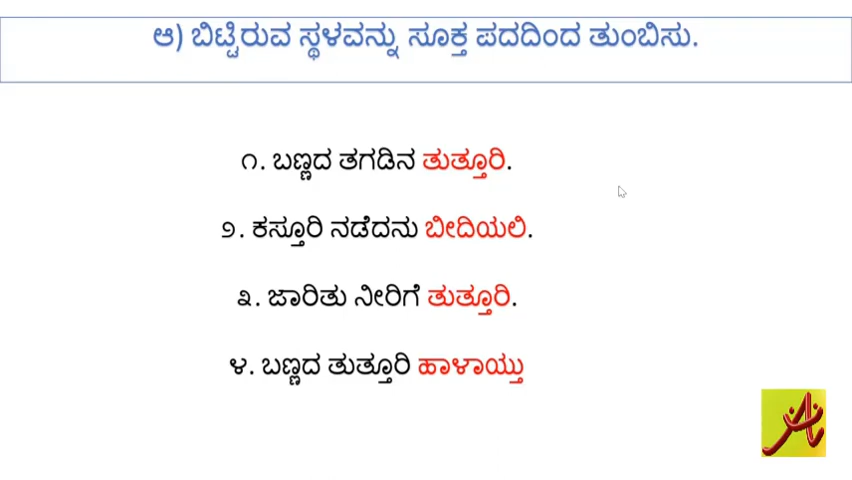 ಆ) ಬಿಟ್ಟಿರುವ ಸ್ಥಳವನ್ನು ಸೂಕ್ತ ಪದದಿಂದ ತುಂಬಿಸು.
೧. ಬಣ್ಣದ ತಗಡಿನ ತುತ್ತೂರಿ.
೨. ಕಸ್ತೂರಿ ನಡೆದನು ಬೀದಿಯಲಿ.
೩. ಜಾರಿತು ನೀರಿಗೆ ತುತ್ತೂರಿ.
೪. ಬಣ್ಣದ ತುತ್ತೂರಿ ಹಾಳಾಯ್ತು